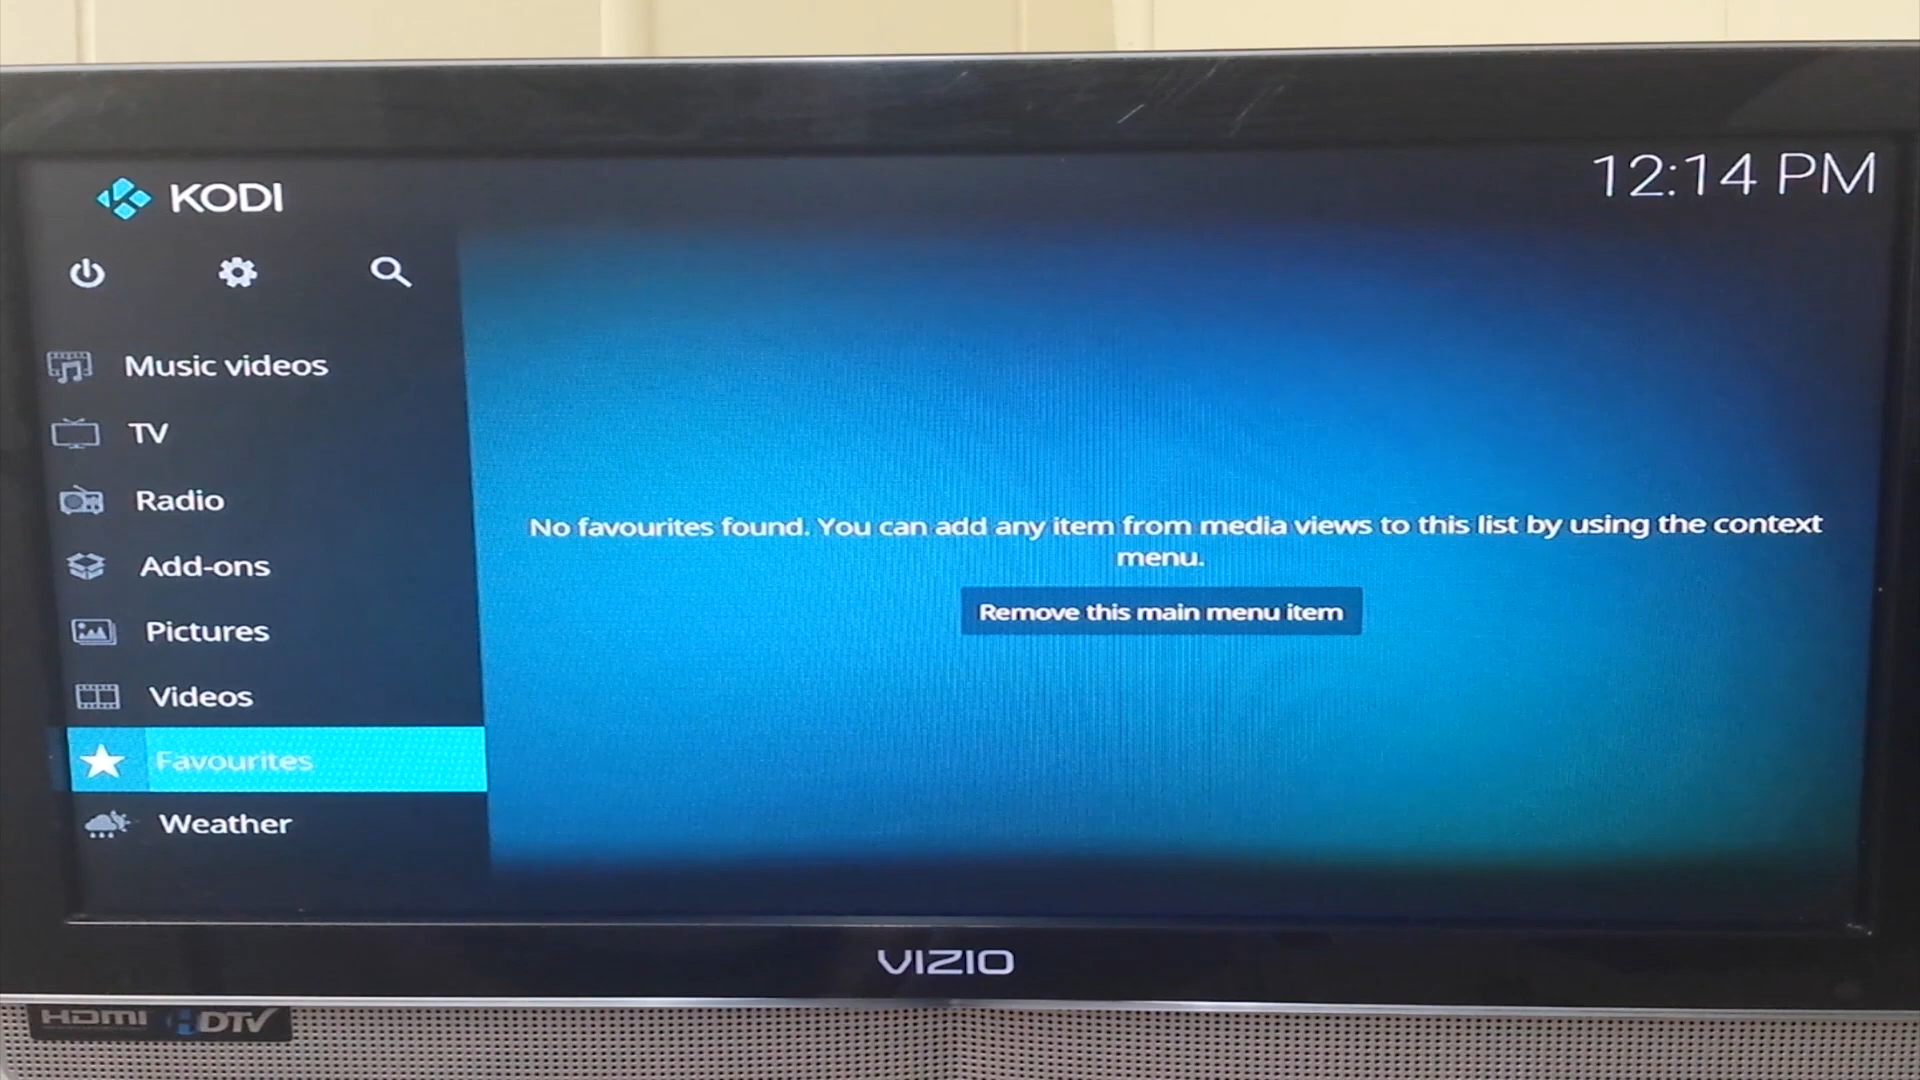 KODI
12:14 PM
Music videos
TV
Radio
Add-ons
Pictures
Videos
Favourites
Weather
No favourites found. You can add any item from media views to this list by using the context
menu.
Remove this main menu item
VIZIO
HDMI HDTV